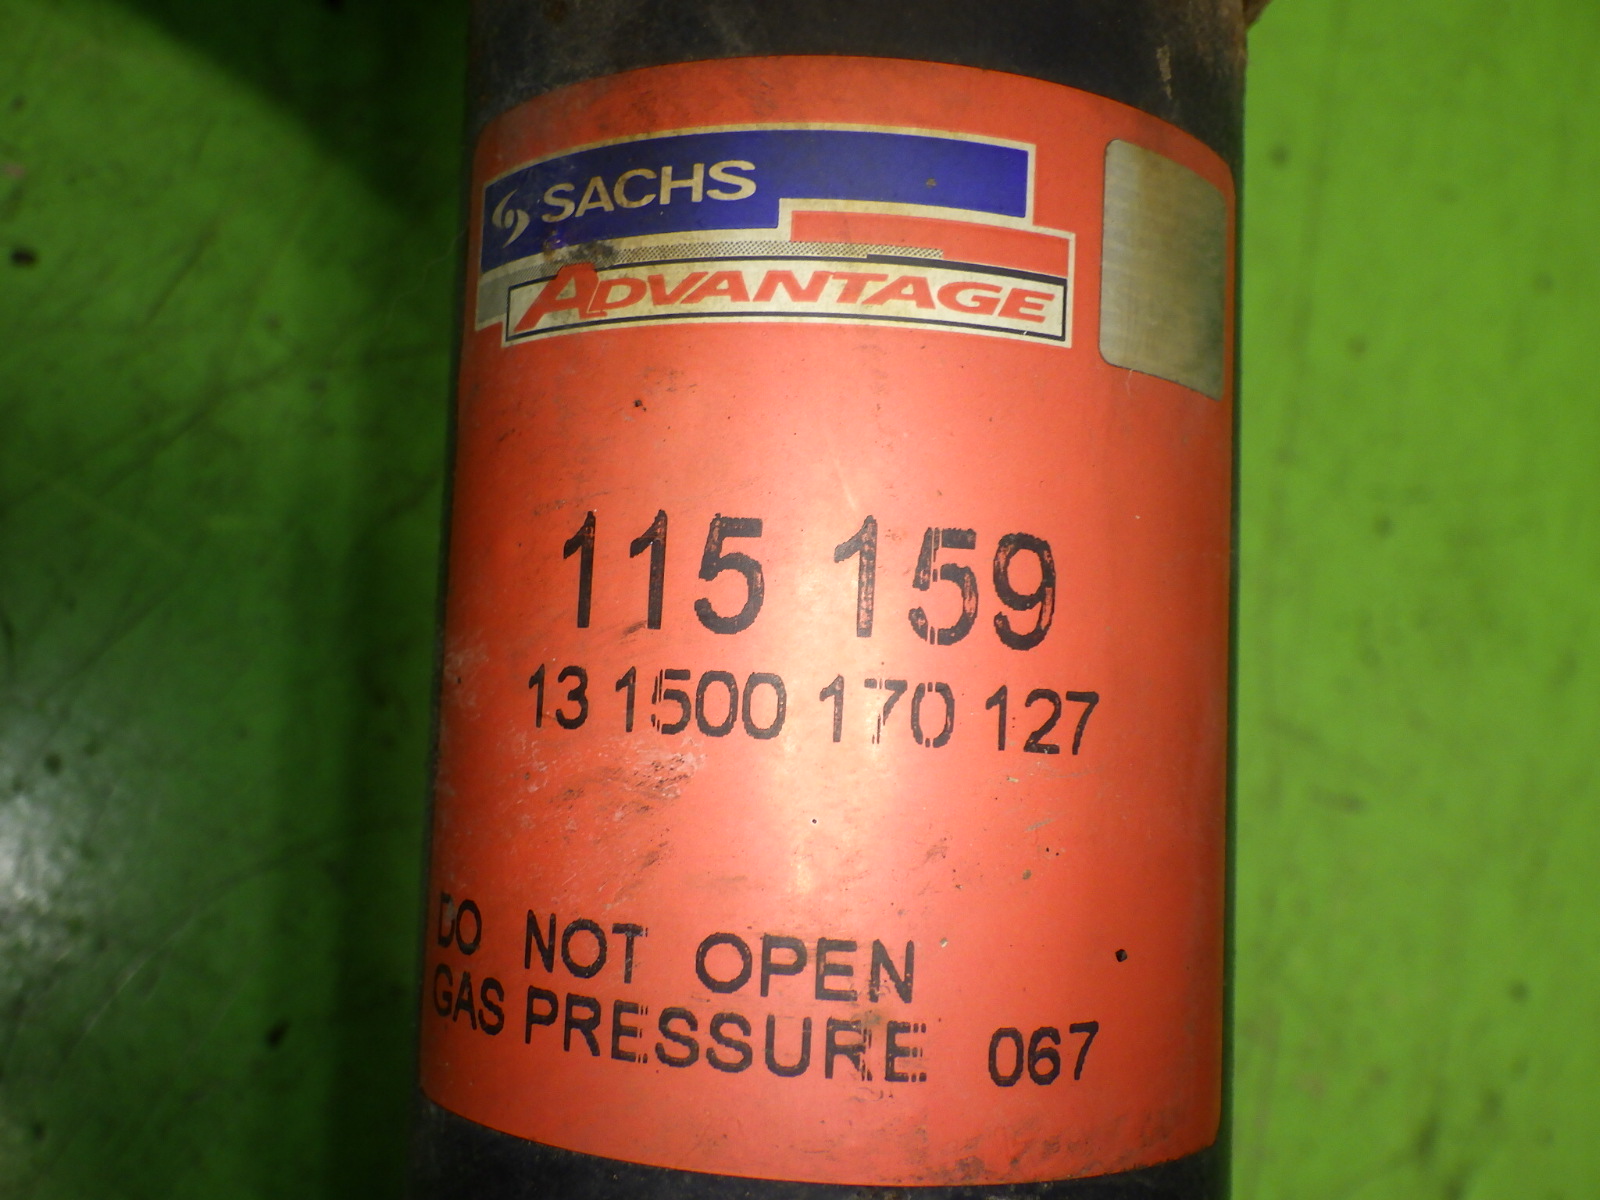 SACHS
ADVANTAGE
115 159
13 1500 170 127
DO NOT OPEN
GAS PRESSURE 067